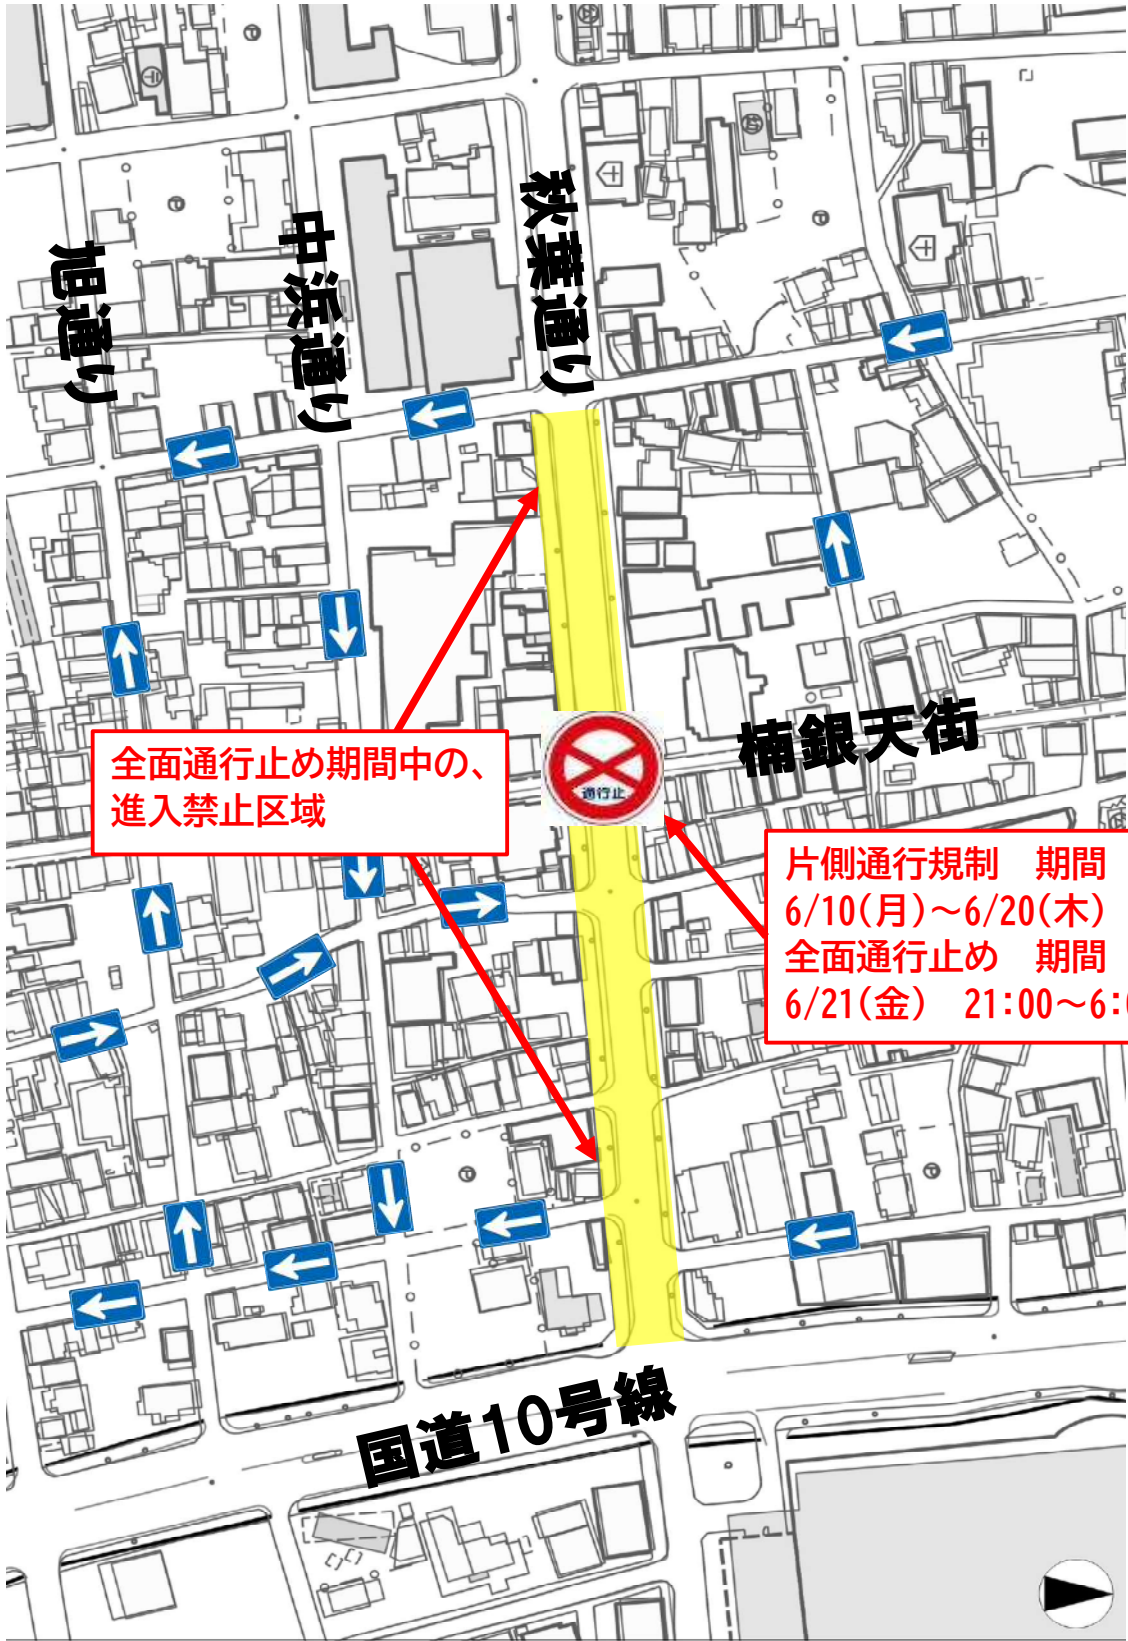 秋葉通り
中浜通り
旭通り
楠銀天街
通行止
全面通行止め期間中の、
進入禁止区域
片側通行規制　期間
6/10(月)～6/20(木)
全面通行止め　期間
6/21(金)　21:00～6:
国道10号線